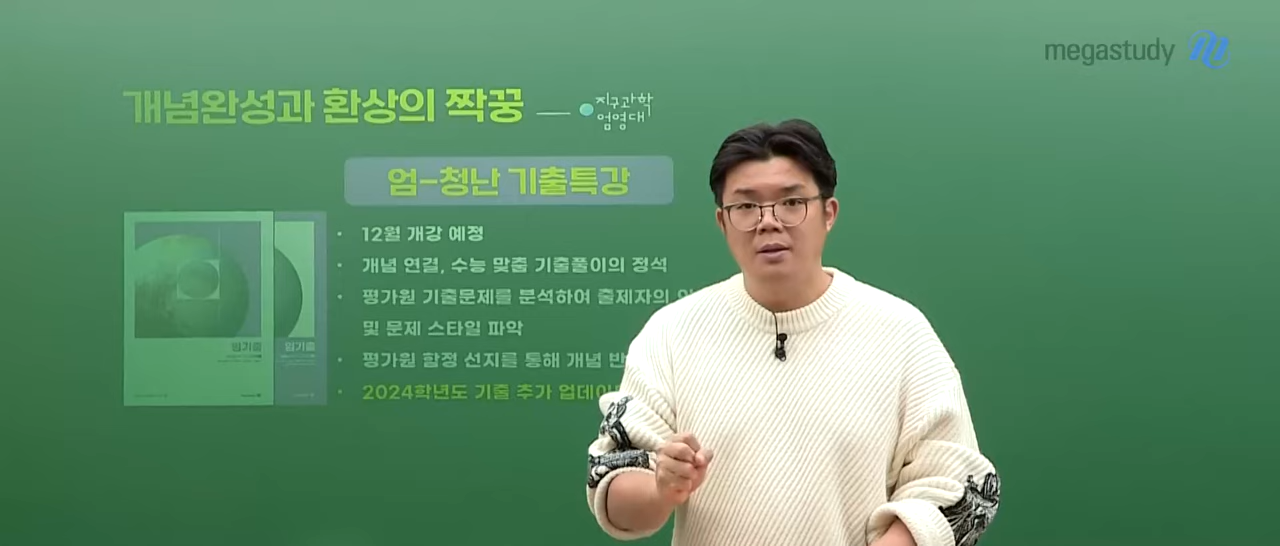 megastudy
개념완성과 환상의 짝꿍
지구과학
엄영대
엄-청난 기출특강
• 12월 개강 예정
• 개념 연결, 수능 맞춤 기출풀이의 정석
• 평가원 기출문제를 분석하여 출제자의
및 문제 스타일 파악
• 평가원 함정 선지를 통해 개념
• 2024학년도 기출 추가
엄기출
엄기출